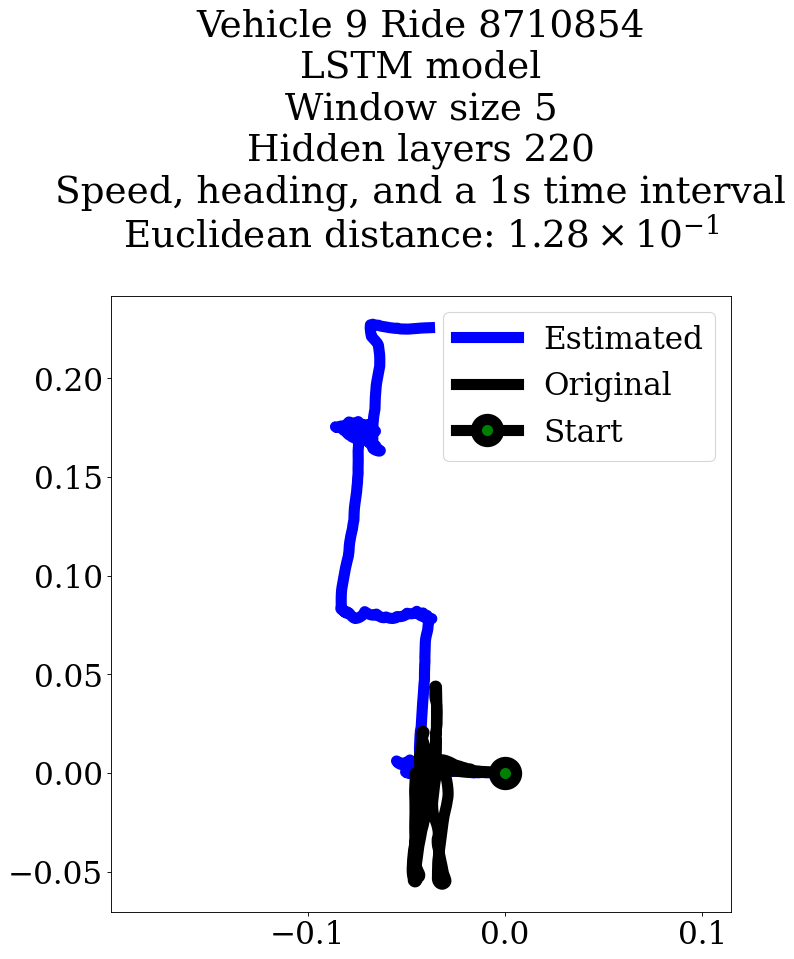 Vehicle 9 Ride 8710854
LSTM model
Window size 5
Hidden layers 220
Speed, heading, and a 1s time interval
Euclidean distance: 1.28 × 10⁻¹
Estimated
Original
Start
0.20
0.15
0.10
0.05
0.00
−0.05
−0.1 0.0 0.1